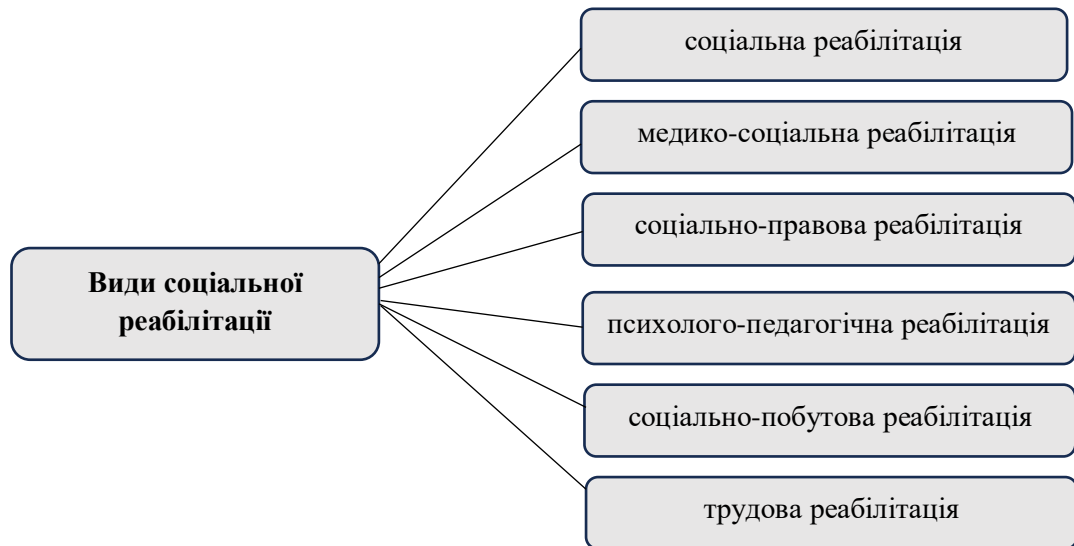 соціальна реабілітація
медико-соціальна реабілітація
соціально-правова реабілітація
Види соціальної
реабілітації
психолого-педагогічна реабілітація
соціально-побутова реабілітація
трудова реабілітація